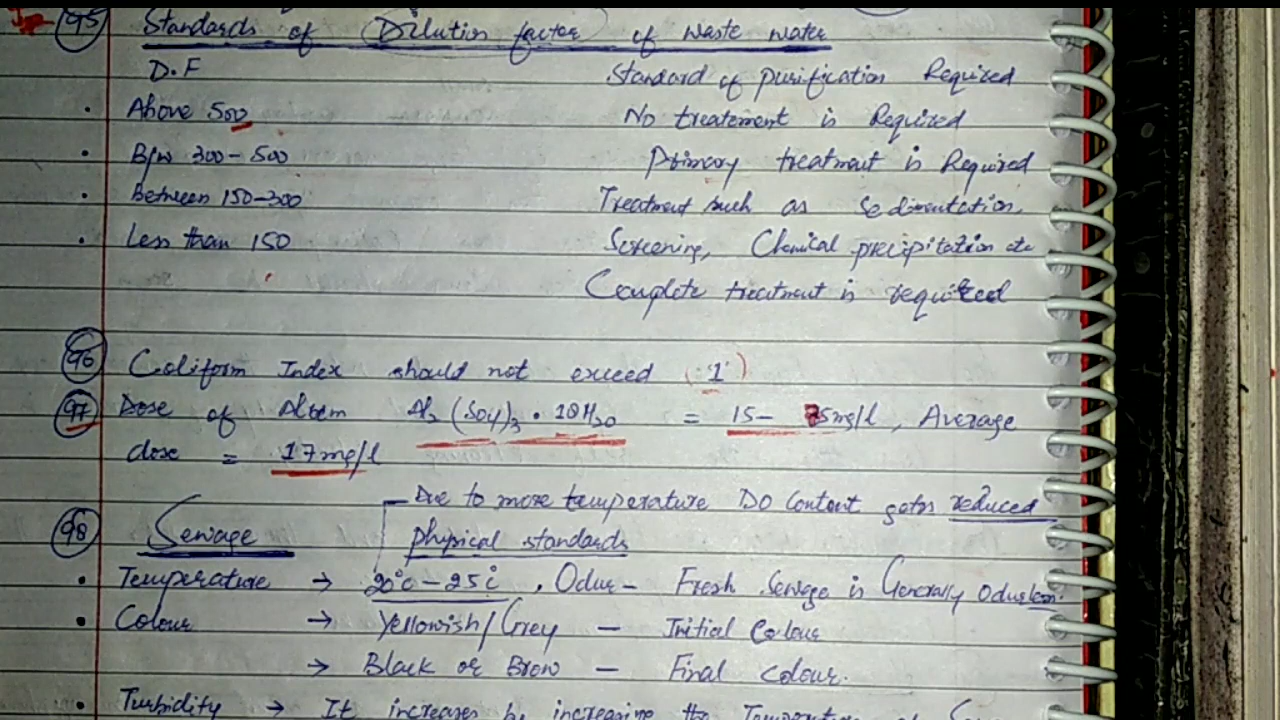 95 Standards of (Dilution factor) of Waste water
D.F Standard of purification Required
• Above 500 No treatement is Required
• B/w 300-500 Primary treatment is Required
• Between 150-300 Treatment such as Sedimentation,
• Less than 150 Screening, Chemical precipitation etc
Complete treatment is required
96 Coliform Index should not exceed (1)
97 Dose of Alum Al2(SO4)3 • 18H2O = 15- 5mg/l, Average
dose = 17mg/l
Due to more temperature DO Content gets reduced
98 Sewage physical standards
• Temperature → 20°c-25°c , Odur- Fresh Sewage is Generally Odurless.
• Colour → Yellowish/Grey - Initial Colour
→ Black or Brow - Final colour.
• Turbidity → It increases by increasing the Temperature of